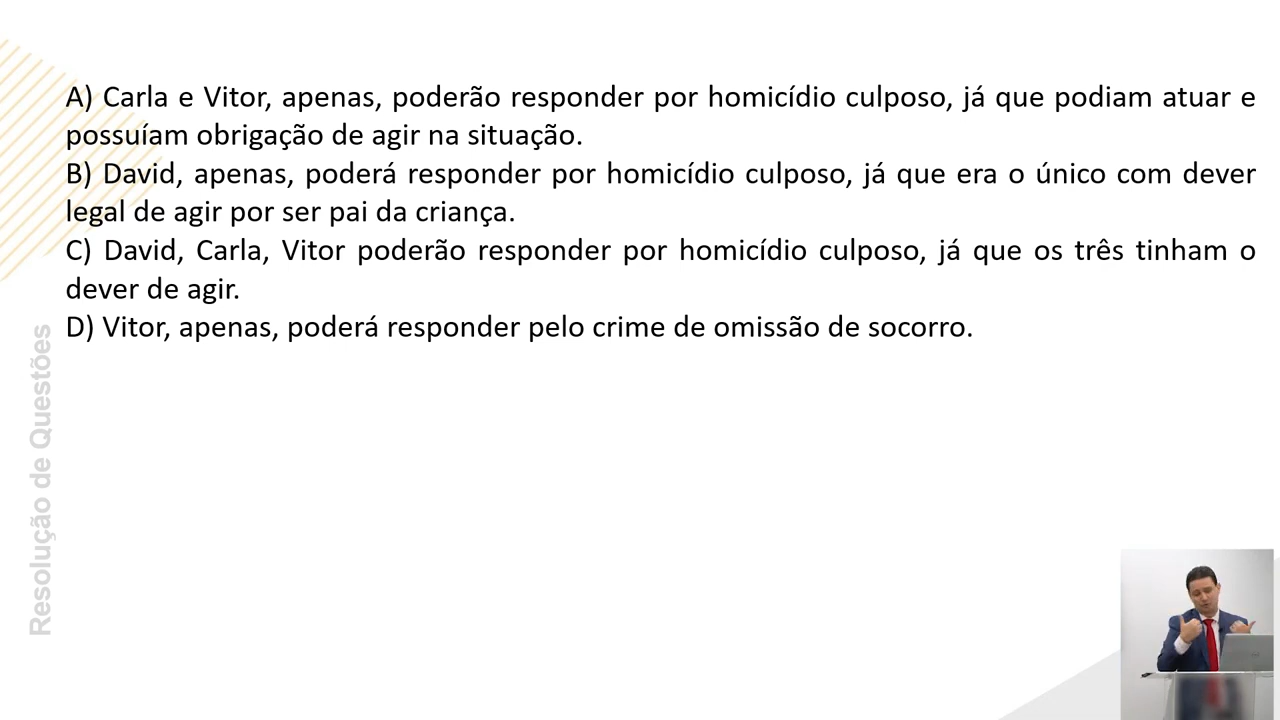 A) Carla e Vitor, apenas, poderão responder por homicídio culposo, já que podiam atuar e
possuíam obrigação de agir na situação.
B) David, apenas, poderá responder por homicídio culposo, já que era o único com dever
legal de agir por ser pai da criança.
C) David, Carla, Vitor poderão responder por homicídio culposo, já que os três tinham o
dever de agir.
D) Vitor, apenas, poderá responder pelo crime de omissão de socorro.
Resolução de Questões